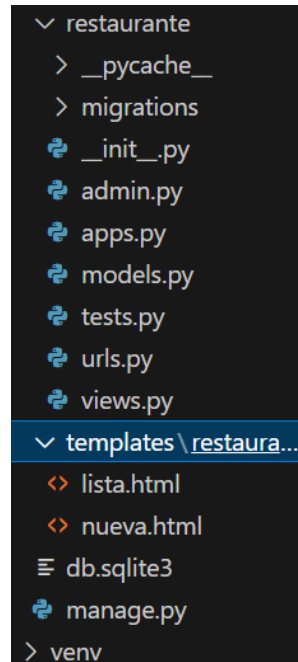 restaurante
__pycache__
migrations
__init__.py
admin.py
apps.py
models.py
tests.py
urls.py
views.py
templates\restaura...
lista.html
nueva.html
db.sqlite3
manage.py
venv